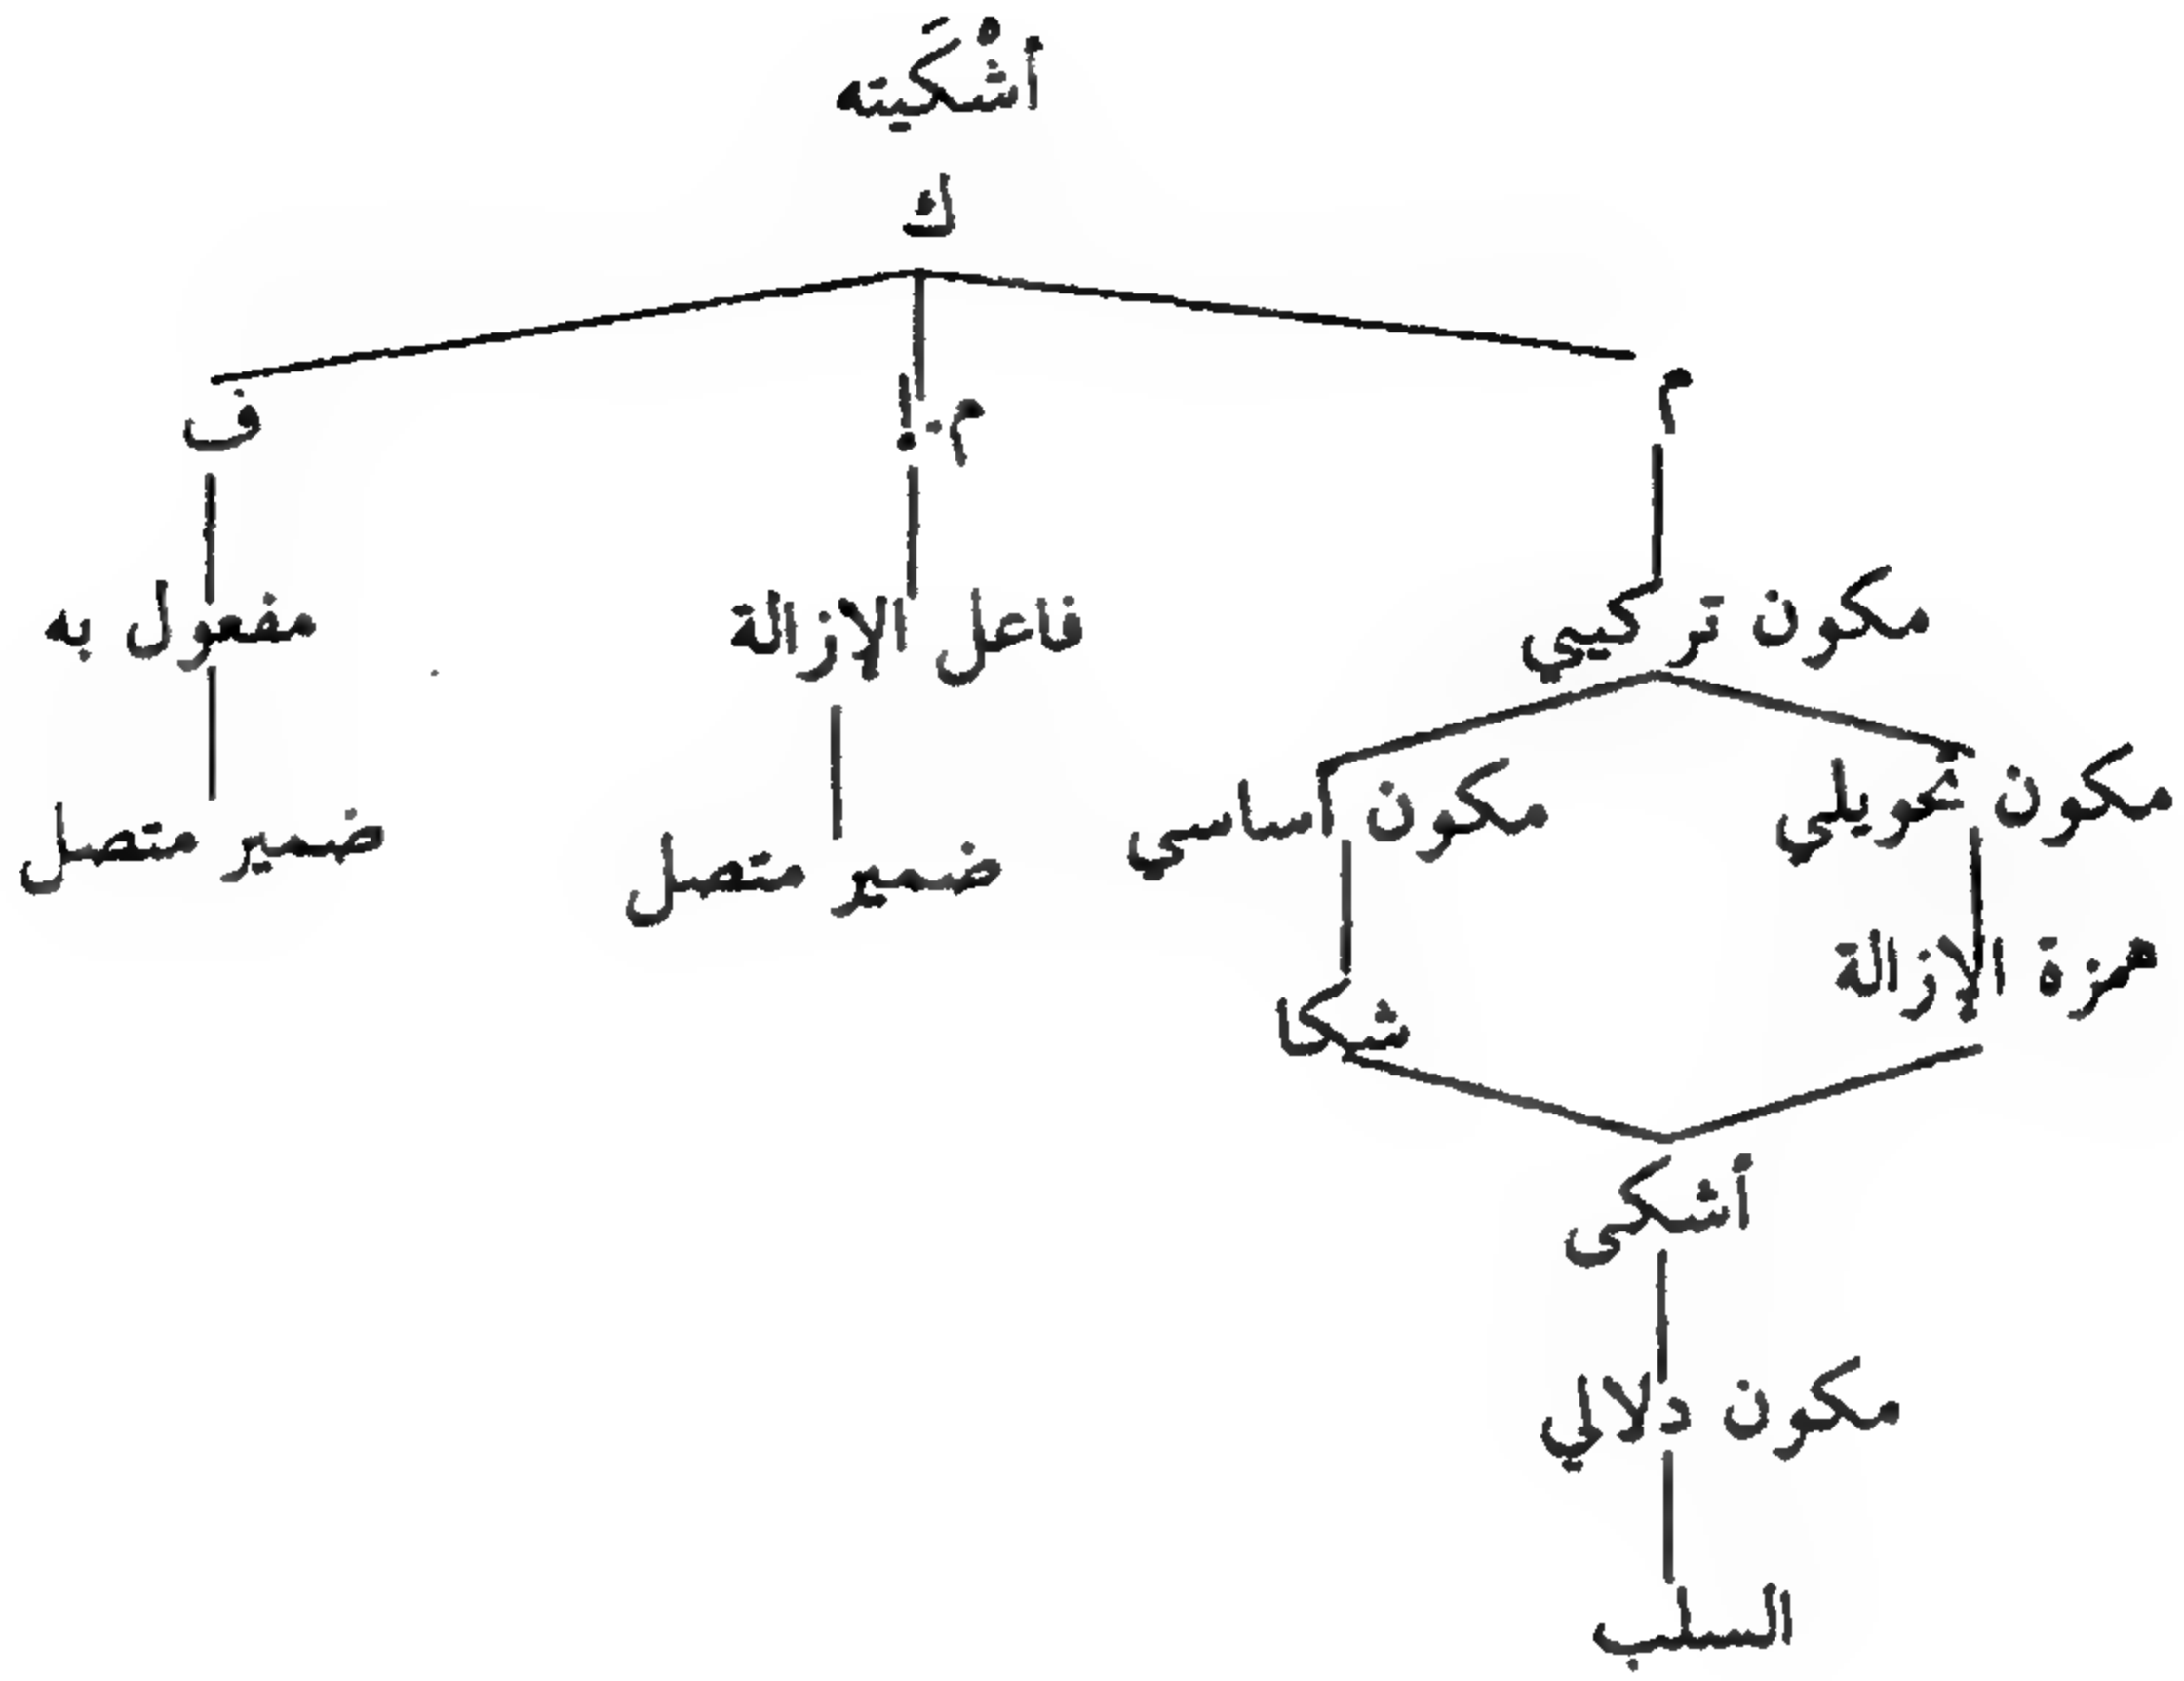 أشْكَيته
ك
م
م.إ
ف
مكون تركيبي
فاعل الإزالة
مفعول به
مكون تحويلي
مكون أساسي
ضمير متصل
ضمير متصل
همزة الإزالة
شكا
أشكى
مكون دلالي
السلب